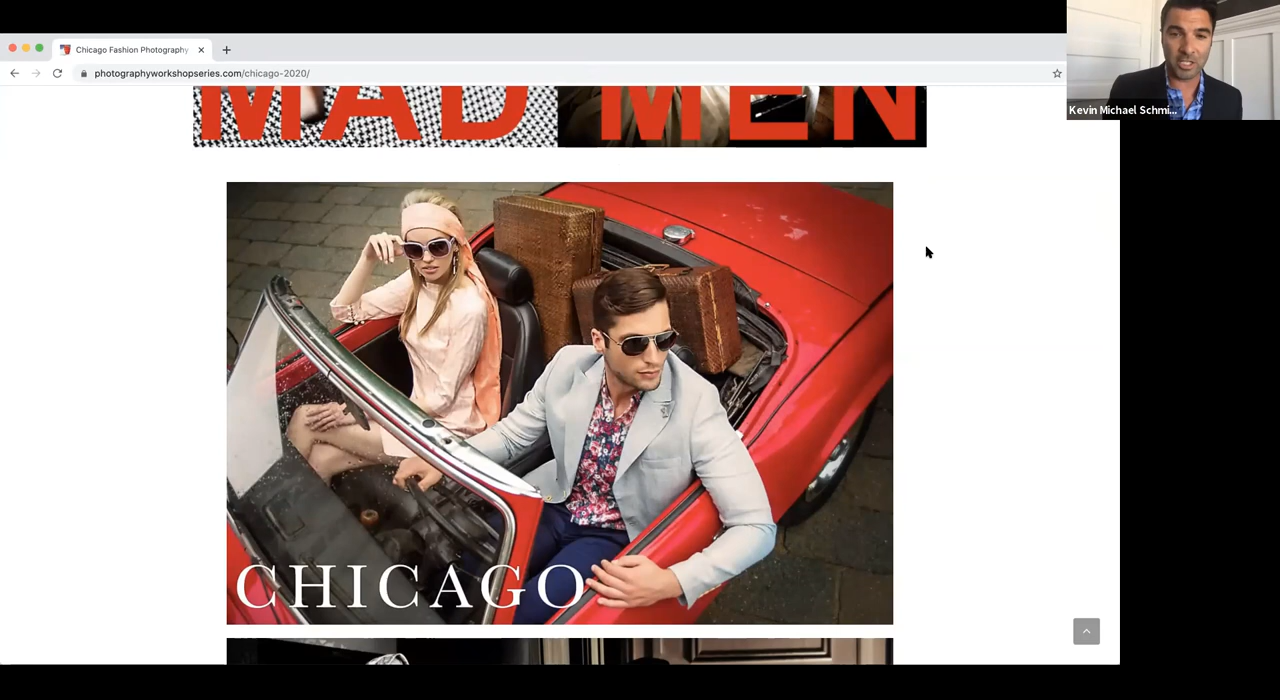 Chicago Fashion Photography
photographyworkshopseries.com/chicago-2020/
Kevin Michael Schmi...
MAD MEN
CHICAGO